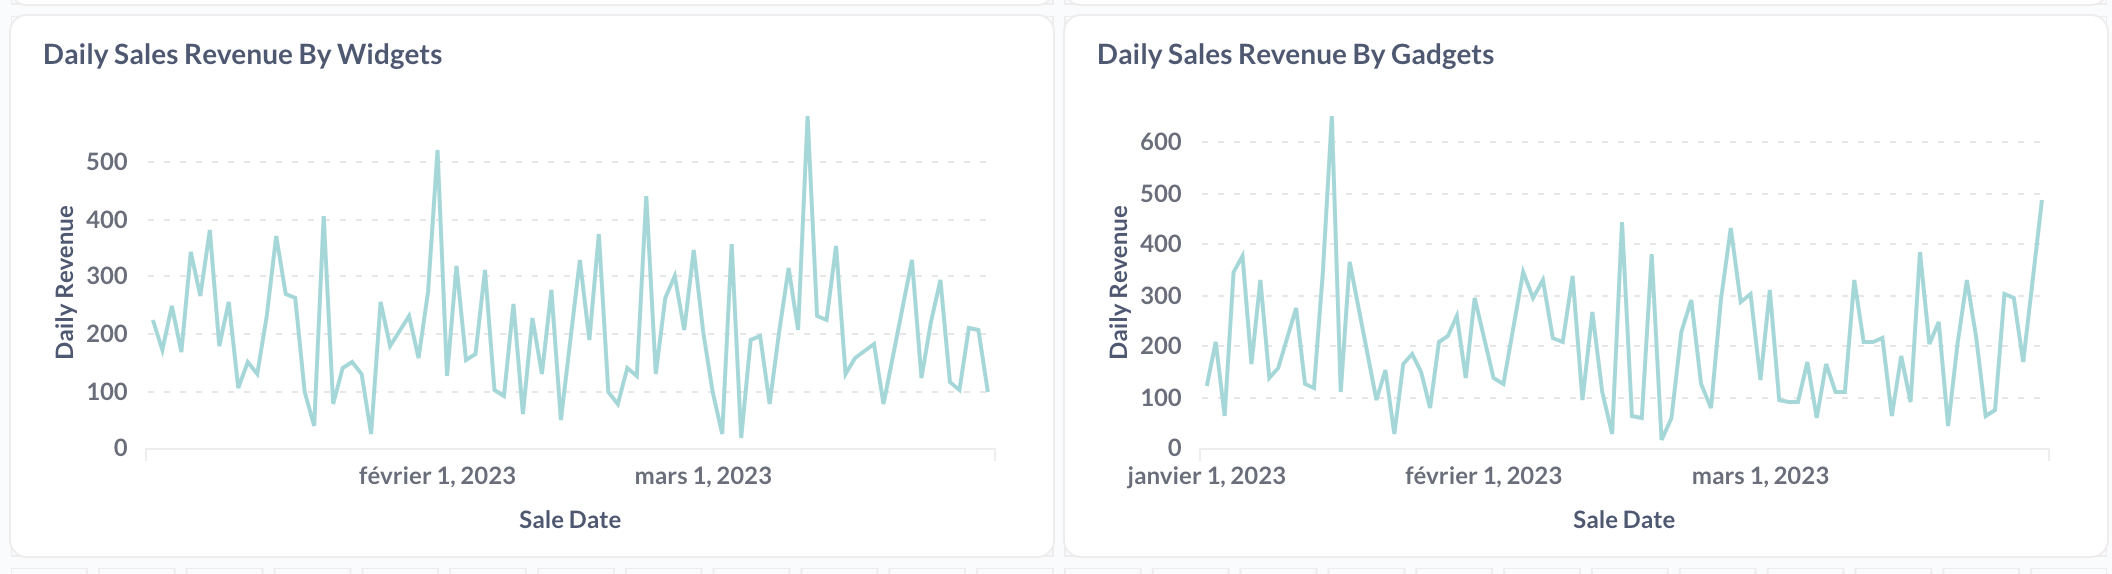 Daily Sales Revenue By Widgets
Daily Revenue
500
400
300
200
100
0
février 1, 2023
mars 1, 2023
Sale Date
Daily Sales Revenue By Gadgets
Daily Revenue
600
500
400
300
200
100
0
janvier 1, 2023
février 1, 2023
mars 1, 2023
Sale Date